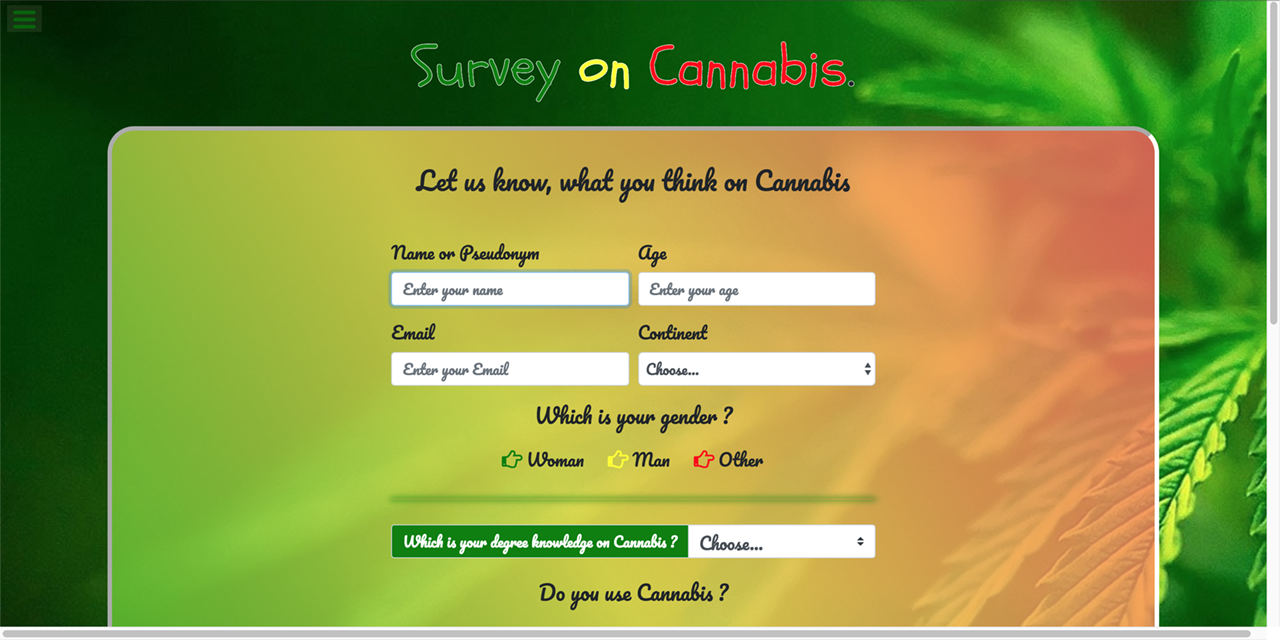 Survey on Cannabis.
Let us know, what you think on Cannabis
Name or Pseudonym
Age
Enter your name
Enter your age
Email
Continent
Enter your Email
Choose...
Which is your gender ?
Woman Man Other
Which is your degree knowledge on Cannabis ? Choose...
Do you use Cannabis ?